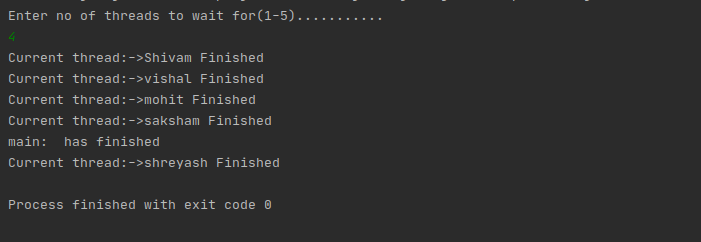 Enter no of threads to wait for(1-5)...........
4
Current thread:->Shivam Finished
Current thread:->vishal Finished
Current thread:->mohit Finished
Current thread:->saksham Finished
main:  has finished
Current thread:->shreyash Finished
Process finished with exit code 0